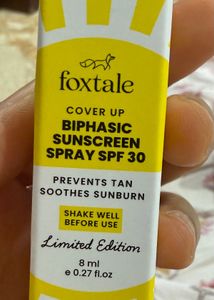 foxtale
COVER UP
BIPHASIC
SUNSCREEN
SPRAY SPF 30
PREVENTS TAN
SOOTHES SUNBURN
SHAKE WELL
BEFORE USE
Limited Edition
8 ml
e 0.27 fl.oz